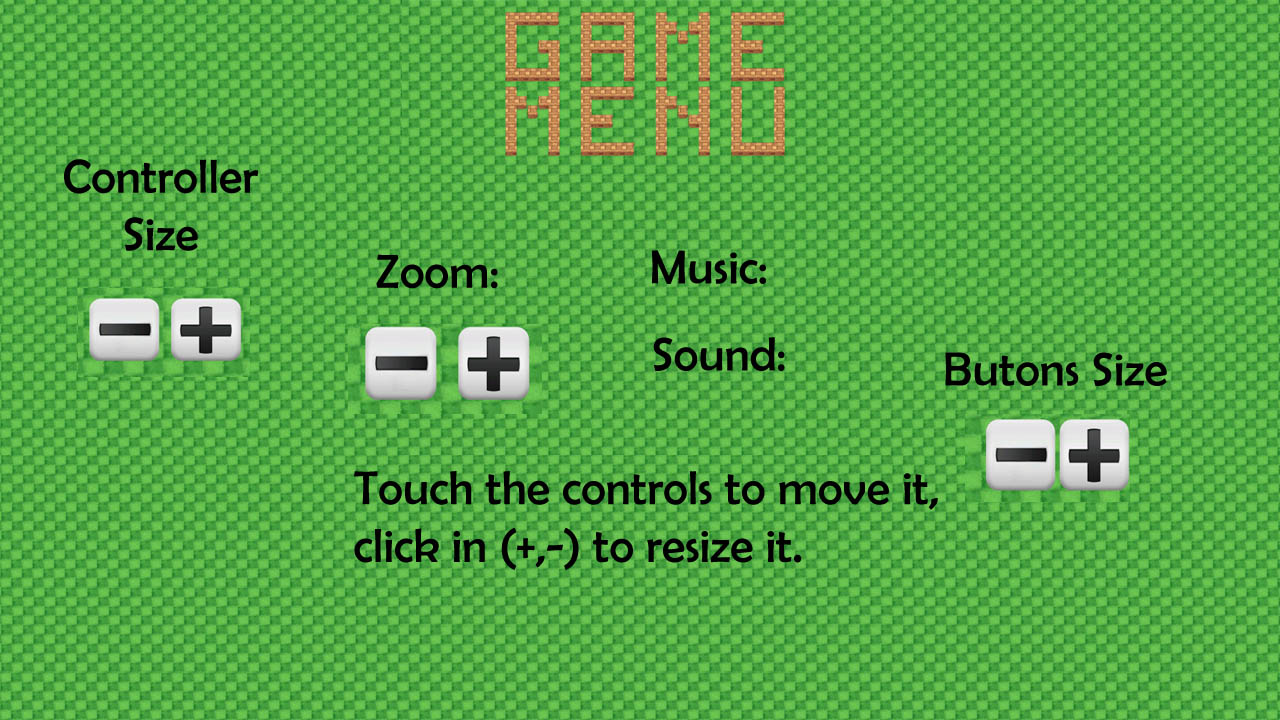 GAME
MENU
Controller
Size
Zoom:
Music:
Sound:
Butons Size
Touch the controls to move it,
click in (+,-) to resize it.